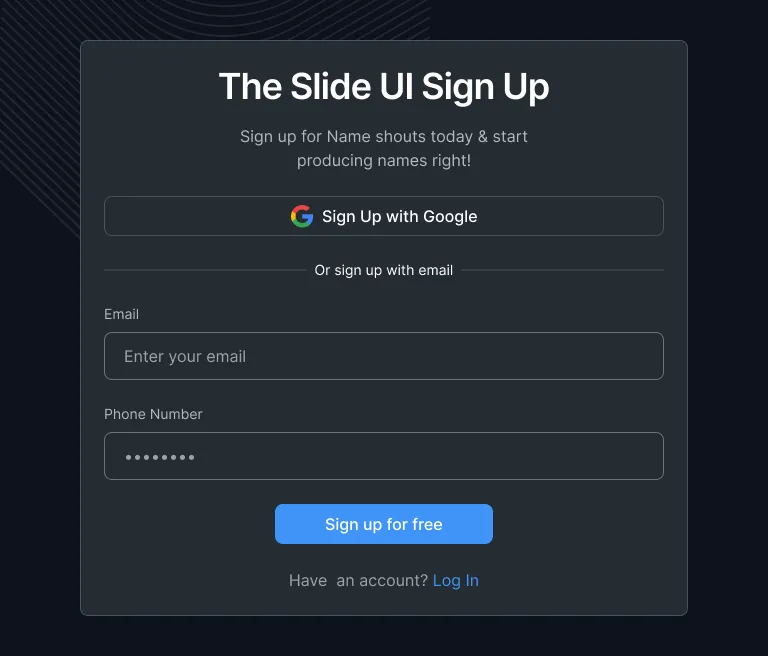 The Slide UI Sign Up
Sign up for Name shouts today & start
producing names right!
Sign Up with Google
Or sign up with email
Email
Enter your email
Phone Number
••••••••
Sign up for free
Have  an account? Log In